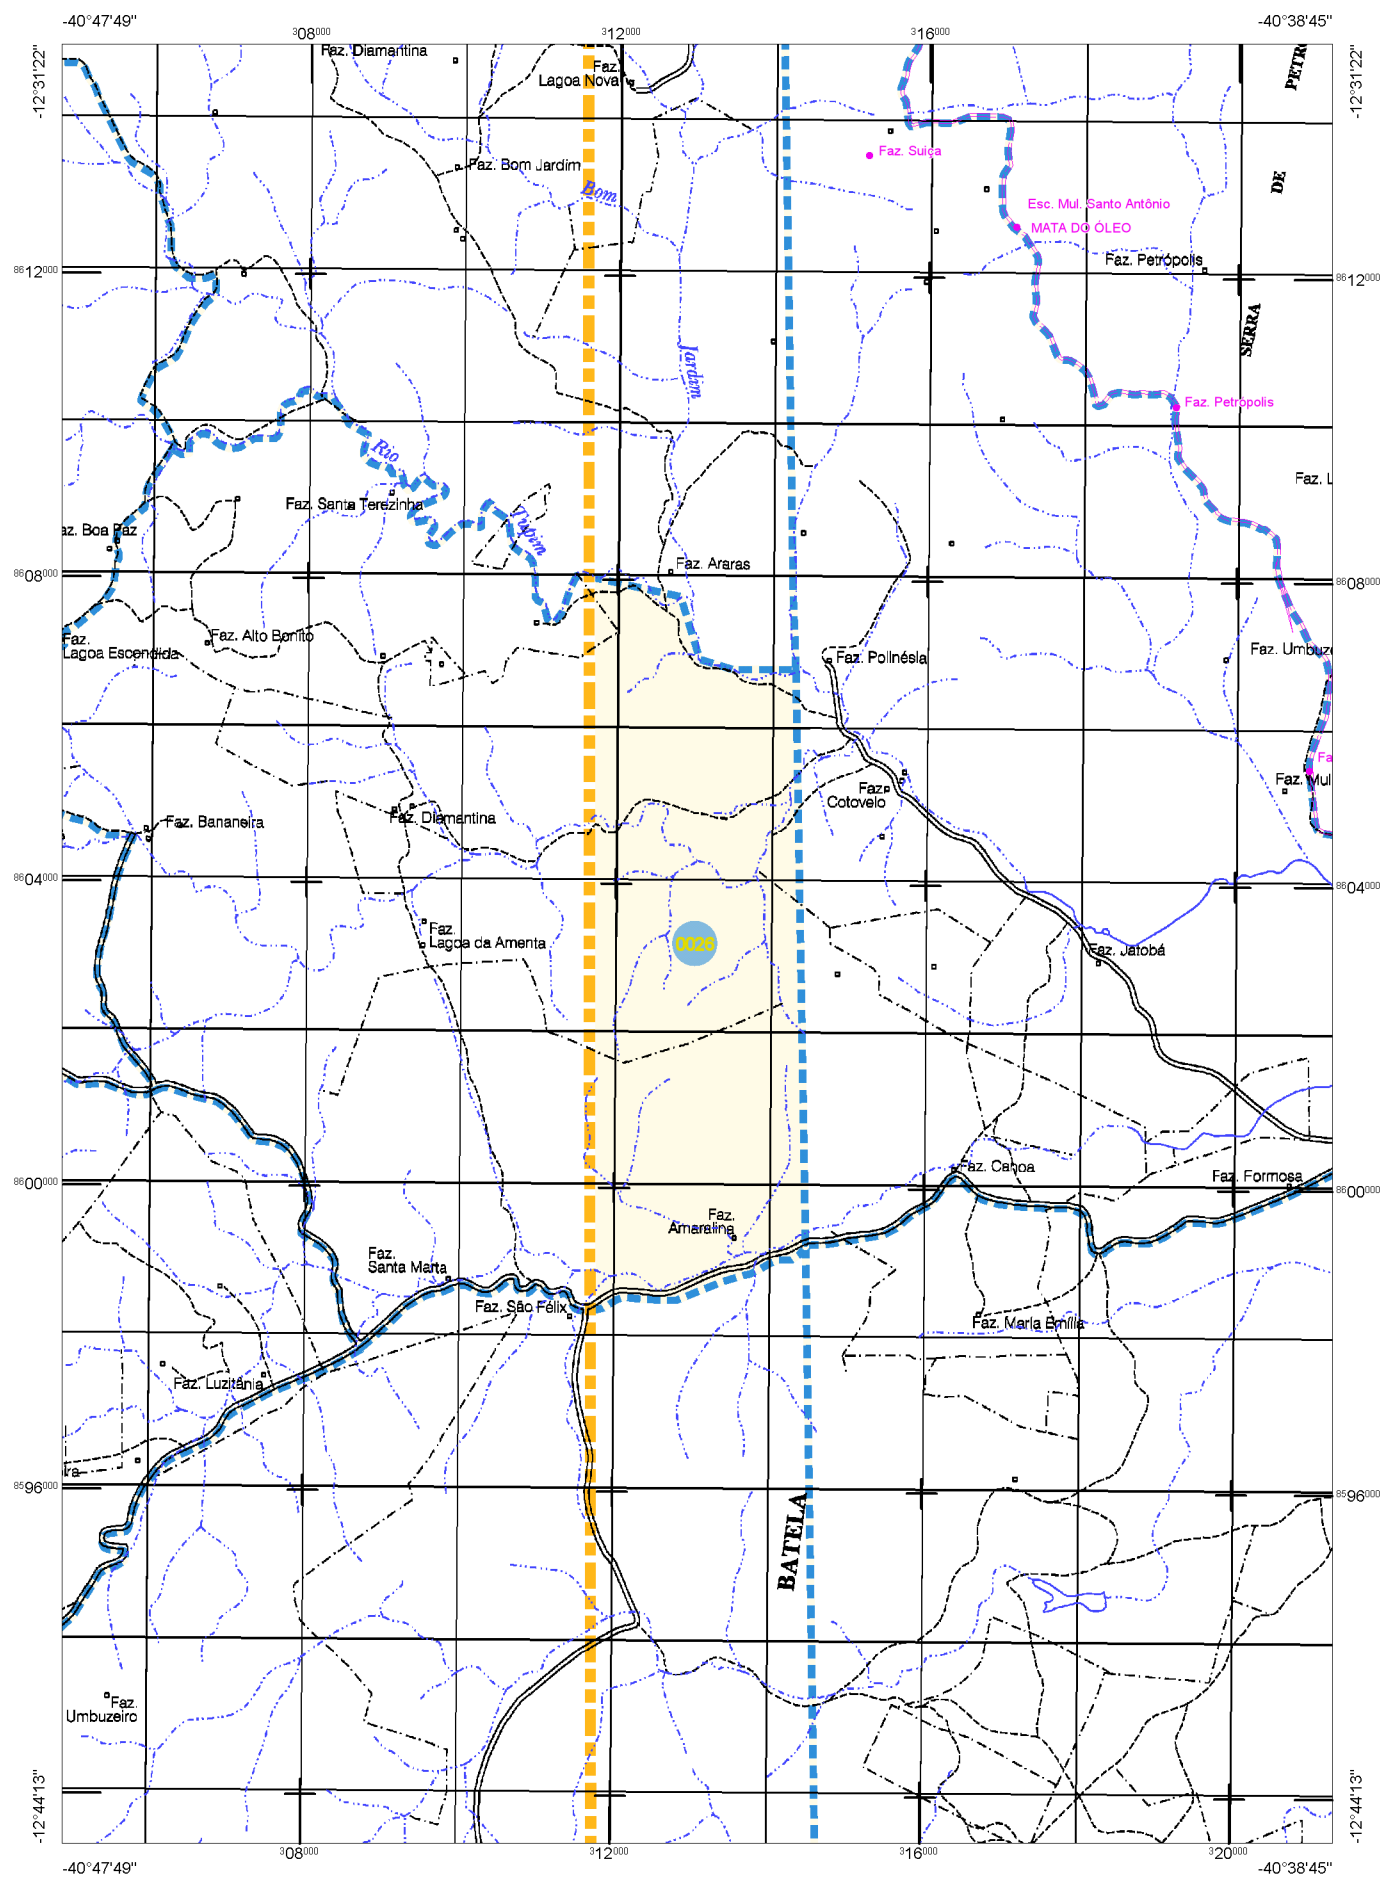 -40°47'49"
-40°38'45"
308000
312000
316000
-12°31'22"
-12°31'22"
Faz. Diamantina
Faz.
Lagoa Nova
PETRO
Faz. Suiça
Faz. Bom Jardim
Bom
DE
Esc. Mul. Santo Antônio
MATA DO ÓLEO
Faz. Petrópolis
8612000
8612000
SERRA
Jardim
Faz. Petrópolis
Rio
Faz. L
Faz. Santa Terezinha
az. Boa Paz
Tupim
Faz. Araras
8608000
8608000
Faz.
Lagoa Escondida
Faz. Alto Bonito
Faz. Polinésia
Faz. Umbuze
Fa
Faz. Mul
Faz.
Cotovelo
Faz. Bananeira
Faz. Diamantina
8604000
8604000
Faz.
Lagoa da Amenta
0026
Faz. Jatobá
Faz. Canoa
Faz. Formosa
8600000
8600000
Faz.
Amaralina
Faz.
Santa Marta
Faz. São Félix
Faz. Maria Emília
Faz. Luzitânia
ra
8596000
8596000
BATELA
Faz.
Umbuzeiro
-12°44'13"
-12°44'13"
308000
312000
316000
320000
-40°47'49"
-40°38'45"